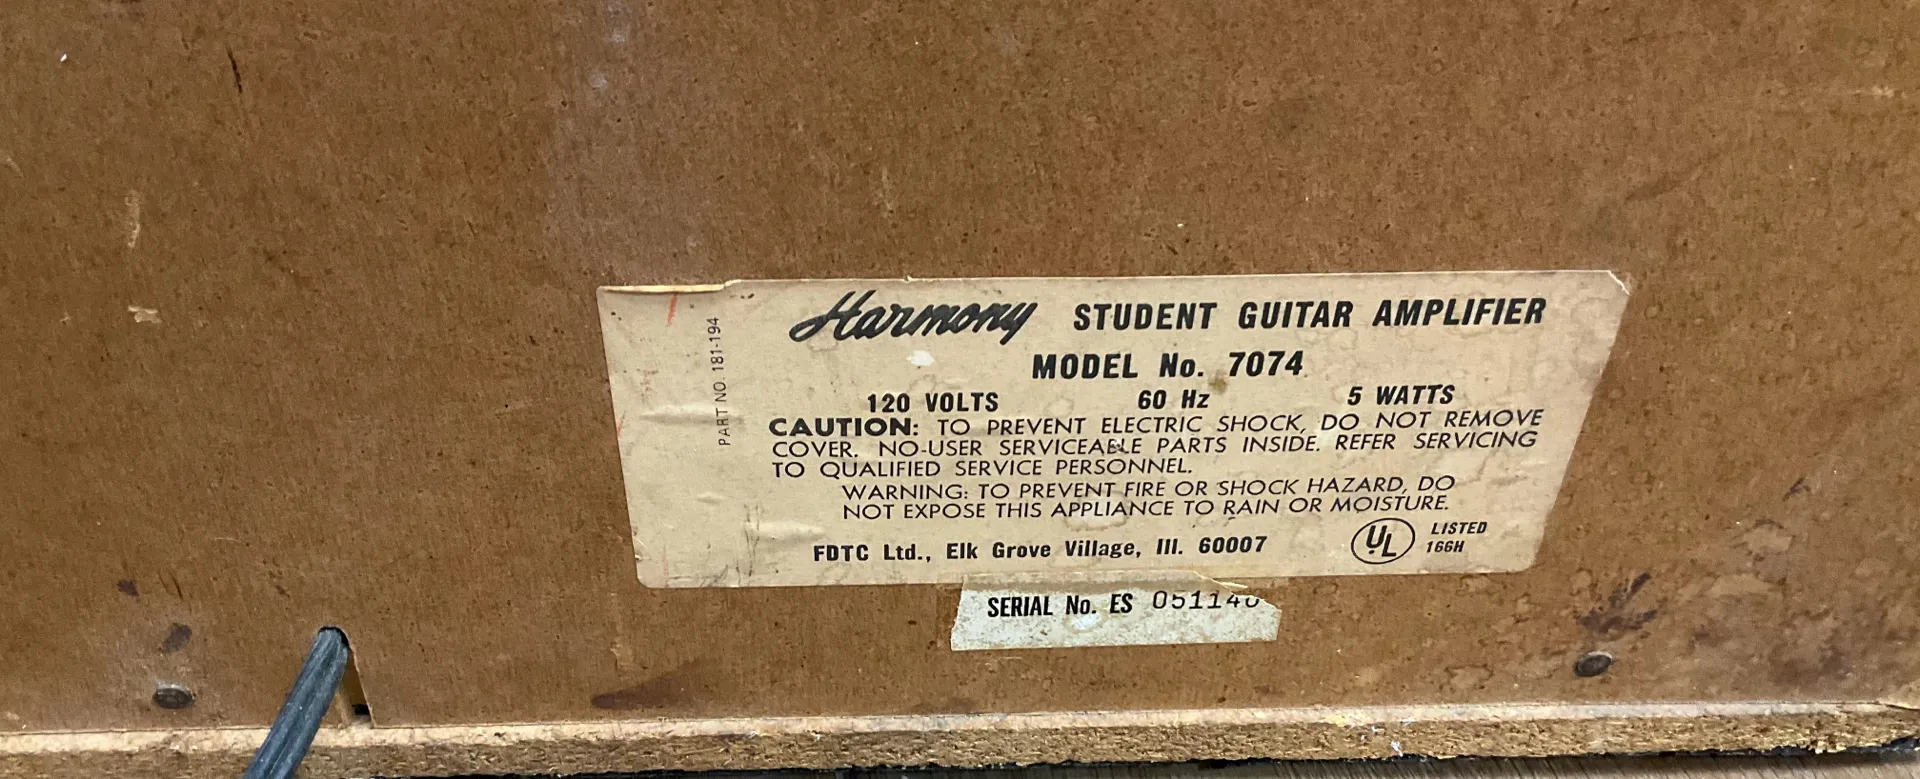 Harmony STUDENT GUITAR AMPLIFIER
MODEL No. 7074
120 VOLTS 60 Hz 5 WATTS
CAUTION: TO PREVENT ELECTRIC SHOCK, DO NOT REMOVE
COVER. NO-USER SERVICEABLE PARTS INSIDE. REFER SERVICING
TO QUALIFIED SERVICE PERSONNEL.
WARNING: TO PREVENT FIRE OR SHOCK HAZARD, DO
NOT EXPOSE THIS APPLIANCE TO RAIN OR MOISTURE.
FDTC Ltd., Elk Grove Village, Ill. 60007
UL LISTED
166H
PART NO. 181-194
SERIAL No. ES